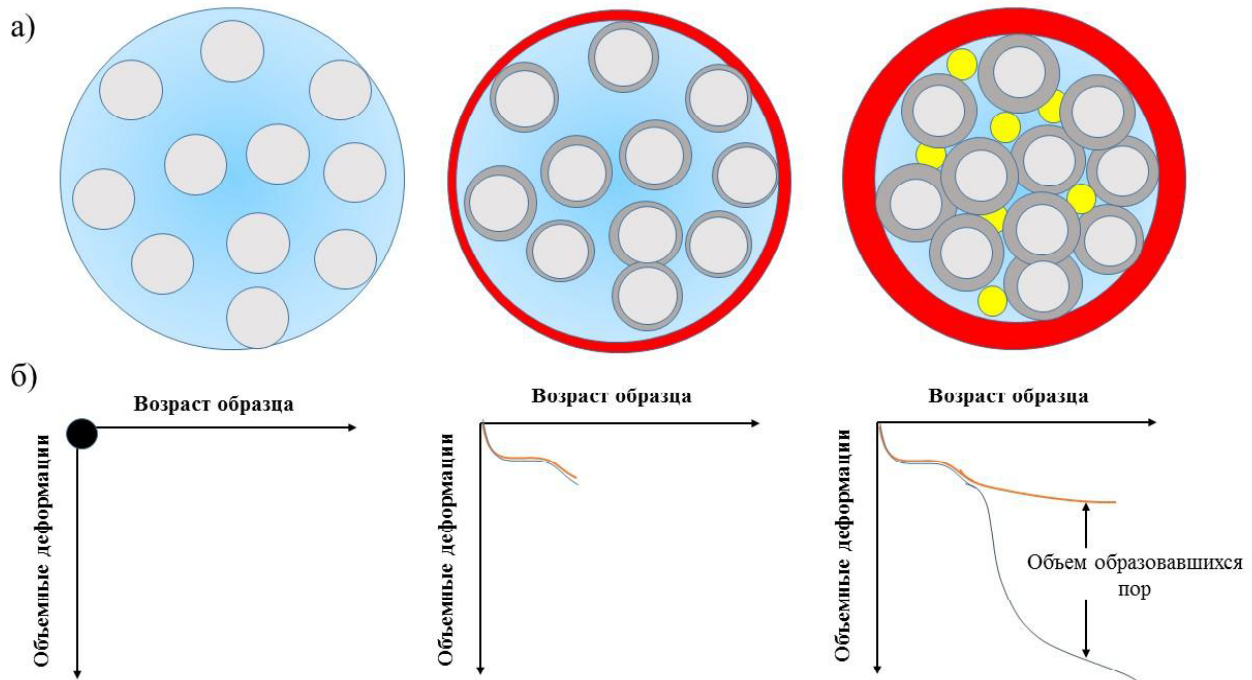 а)
б)
Возраст образца
Объемные деформации
Возраст образца
Объемные деформации
Возраст образца
Объемные деформации
Объем образовавшихся
пор